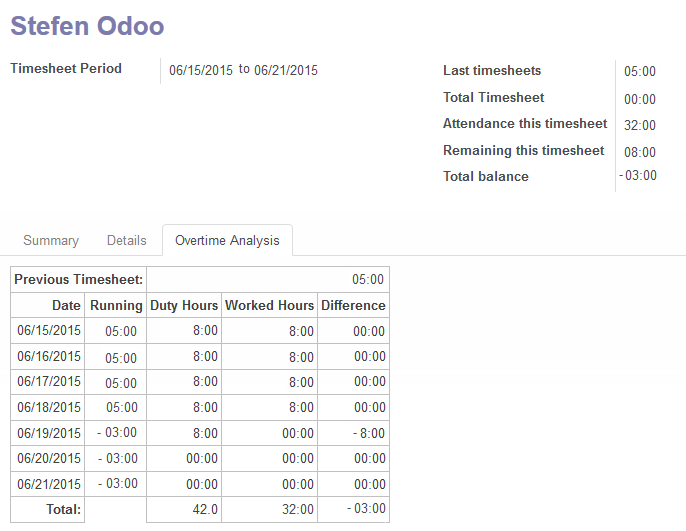 Stefen Odoo
Timesheet Period 06/15/2015 to 06/21/2015
Last timesheets 05:00
Total Timesheet 00:00
Attendance this timesheet 32:00
Remaining this timesheet 08:00
Total balance - 03:00
Summary Details Overtime Analysis
Previous Timesheet: 05:00
Date Running Duty Hours Worked Hours Difference
06/15/2015 05:00 8:00 8:00 00:00
06/16/2015 05:00 8:00 8:00 00:00
06/17/2015 05:00 8:00 8:00 00:00
06/18/2015 05:00 8:00 8:00 00:00
06/19/2015 - 03:00 8:00 00:00 - 8:00
06/20/2015 - 03:00 00:00 00:00 00:00
06/21/2015 - 03:00 00:00 00:00 00:00
Total: 42.0 32:00 - 03:00